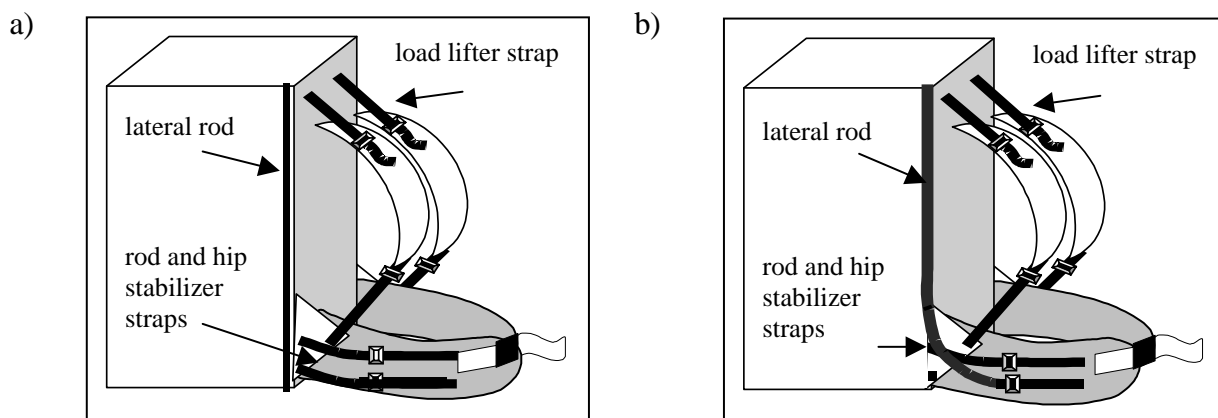 a)
load lifter strap
lateral rod
rod and hip
stabilizer
straps
b)
load lifter strap
lateral rod
rod and hip
stabilizer
straps